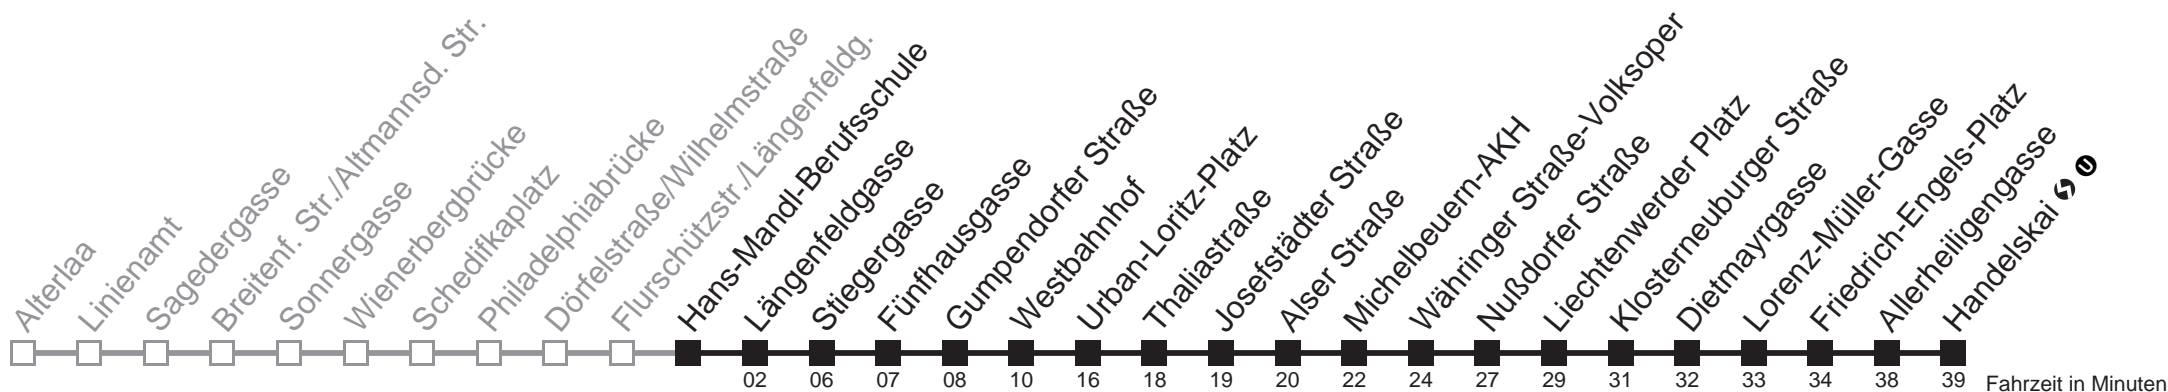 Alterlaa
Linienamt
Sagedergasse
Breitenf. Str./Altmannsd. Str.
Sonnergasse
Wienerbergbrücke
Schedifkaplatz
Philadelphiabrücke
Dörfelstraße/Wilhelmstraße
Flurschützstr./Längenfeldg.
Hans-Mandl-Berufsschule
Längenfeldgasse
Stiegergasse
Fünfhausgasse
Gumpendorfer Straße
Westbahnhof
Urban-Loritz-Platz
Thaliastraße
Josefstädter Straße
Alser Straße
Michelbeuern-AKH
Währinger Straße-Volksoper
Nußdorfer Straße
Liechtenwerder Platz
Klosterneuburger Straße
Dietmayrgasse
Lorenz-Müller-Gasse
Friedrich-Engels-Platz
Allerheiligengasse
Handelskai S U
02 06 07 08 10 16 18 19 20 22 24 27 29 31 32 33 34 38 39 Fahrzeit in Minuten